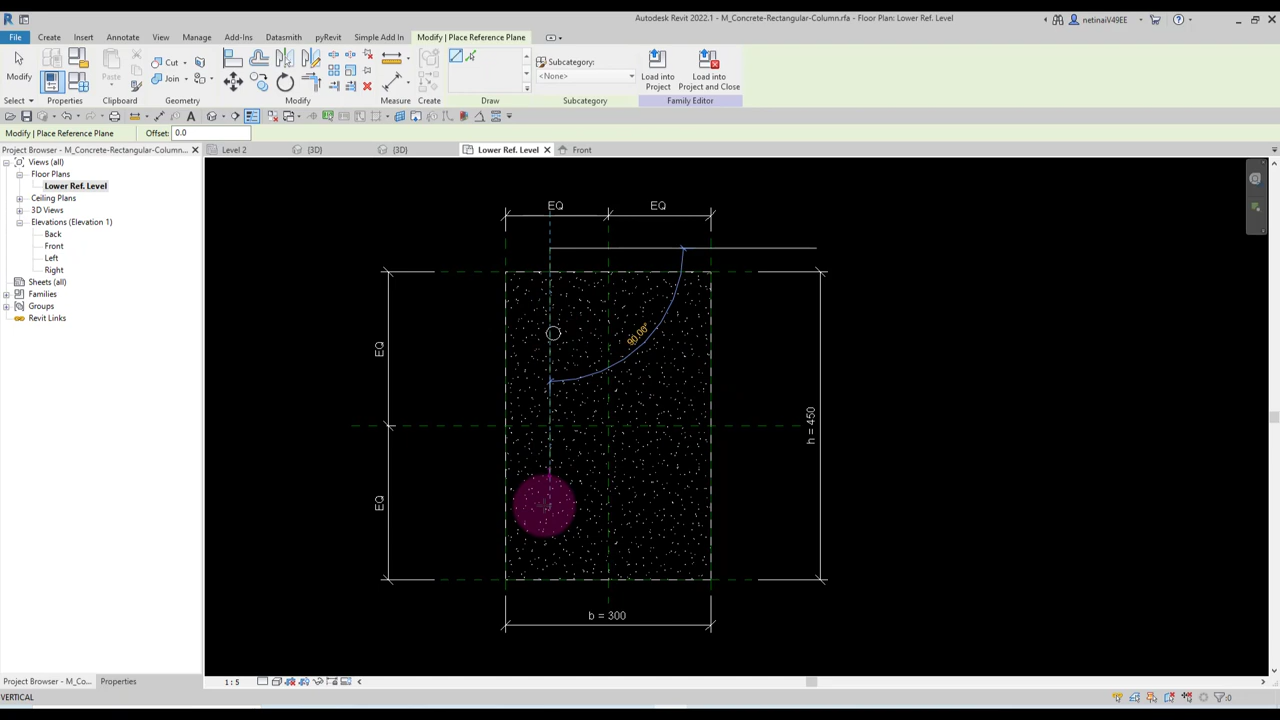 Autodesk Revit 2022.1 - M_Concrete-Rectangular-Column.rfa - Floor Plan: Lower Ref. Level
netinaiV49EE
File Create Insert Annotate View Manage Add-Ins Datasmith pyRevit Simple Add In Modify | Place Reference Plane
Modify
Paste
Cut
Join
Subcategory:
<None>
Load into
Project
Load into
Project and Close
Select Properties Clipboard Geometry Modify Measure Create Draw Subcategory Family Editor
Modify | Place Reference Plane Offset: 0.0
Project Browser - M_Concrete-Rectangular-Column...
Level 2 {3D} {3D} Lower Ref. Level Front
Views (all)
Floor Plans
Lower Ref. Level
Ceiling Plans
3D Views
Elevations (Elevation 1)
Back
Front
Left
Right
Sheets (all)
Families
Groups
Revit Links
EQ EQ
90.00°
EQ
h = 450
EQ
b = 300
Project Browser - M_Co... Properties
1 : 5
VERTICAL
:0